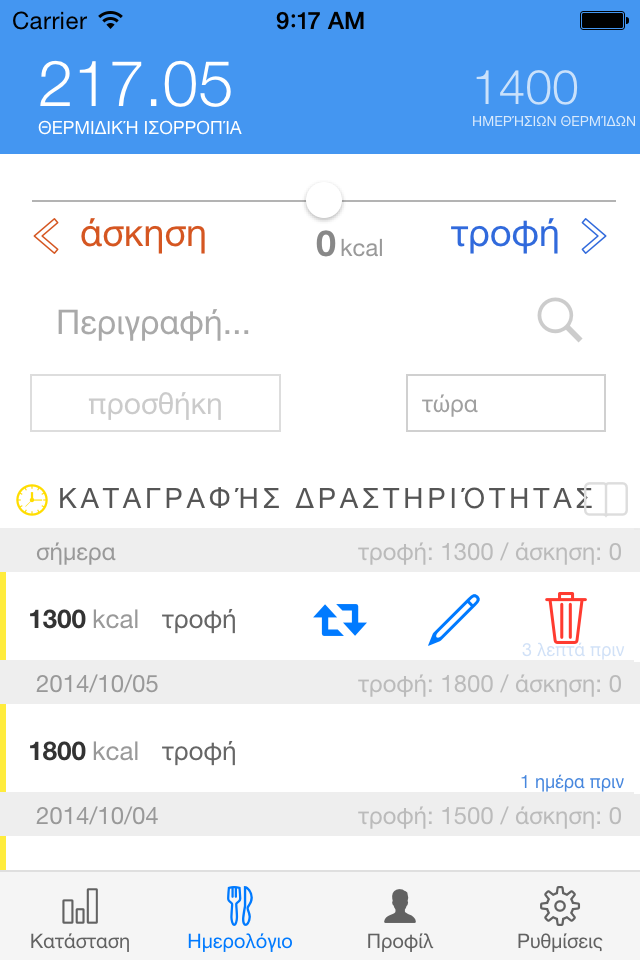 Carrier 9:17 AM
217.05 1400
ΘΕΡΜΙΔΙΚΉ ΙΣΟΡΡΟΠΊΑ ΗΜΕΡΉΣΙΩΝ ΘΕΡΜΊΔΩΝ
άσκηση 0 kcal τροφή
Περιγραφή...
προσθήκη τώρα
ΚΑΤΑΓΡΑΦΉΣ ΔΡΑΣΤΗΡΙΌΤΗΤΑΣ
σήμερα τροφή: 1300 / άσκηση: 0
1300 kcal τροφή
3 λεπτά πριν
2014/10/05 τροφή: 1800 / άσκηση: 0
1800 kcal τροφή
1 ημέρα πριν
2014/10/04 τροφή: 1500 / άσκηση: 0
Κατάσταση Ημερολόγιο Προφίλ Ρυθμίσεις